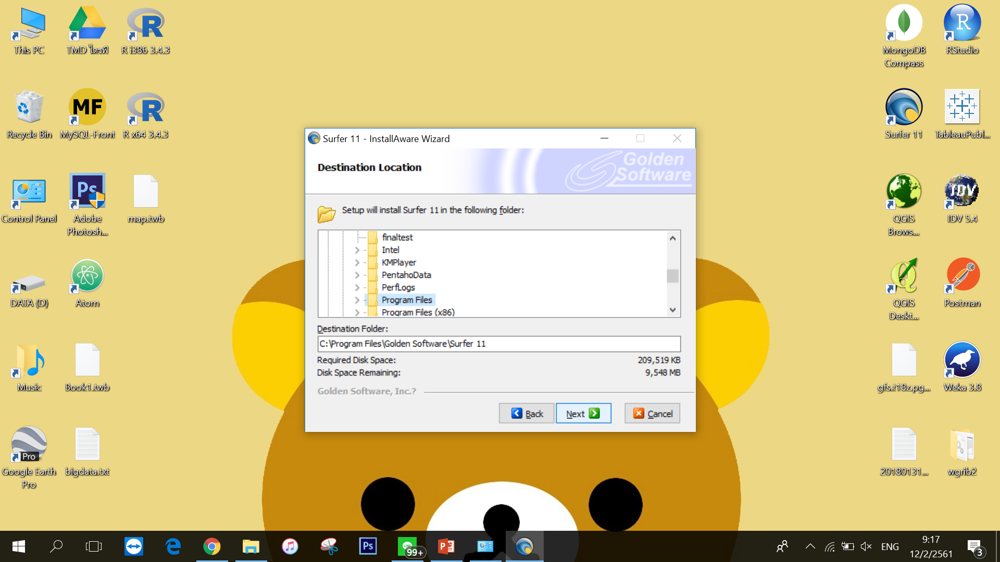 This PC
TMD ไดรฟ์
R i386 3.4.3
MongoDB
Compass
RStudio
Recycle Bin
MF
MySQL-Front
R x64 3.4.3
Surfer 11
TableauPubl...
Control Panel
Ps
Adobe
Photosh...
map.twb
QGIS
Brows...
IDV
IDV 5.4
DATA (D)
Atom
QGIS
Deskt...
Postman
Music
Book1.twb
gfs.t18z.pg...
Weka 3.8
Pro
Google Earth
Pro
bigdata.txt
20180131...
wgrib2
Surfer 11 - InstallAware Wizard
Destination Location
Golden
Software
Setup will install Surfer 11 in the following folder:
finaltest
Intel
KMPlayer
PentahoData
PerfLogs
Program Files
Program Files (x86)
Destination Folder:
C:\Program Files\Golden Software\Surfer 11
Required Disk Space: 209,519 KB
Disk Space Remaining: 9,548 MB
Golden Software, Inc.?
Back
Next
Cancel
Ps
99+
ENG
9:17
12/2/2561
3